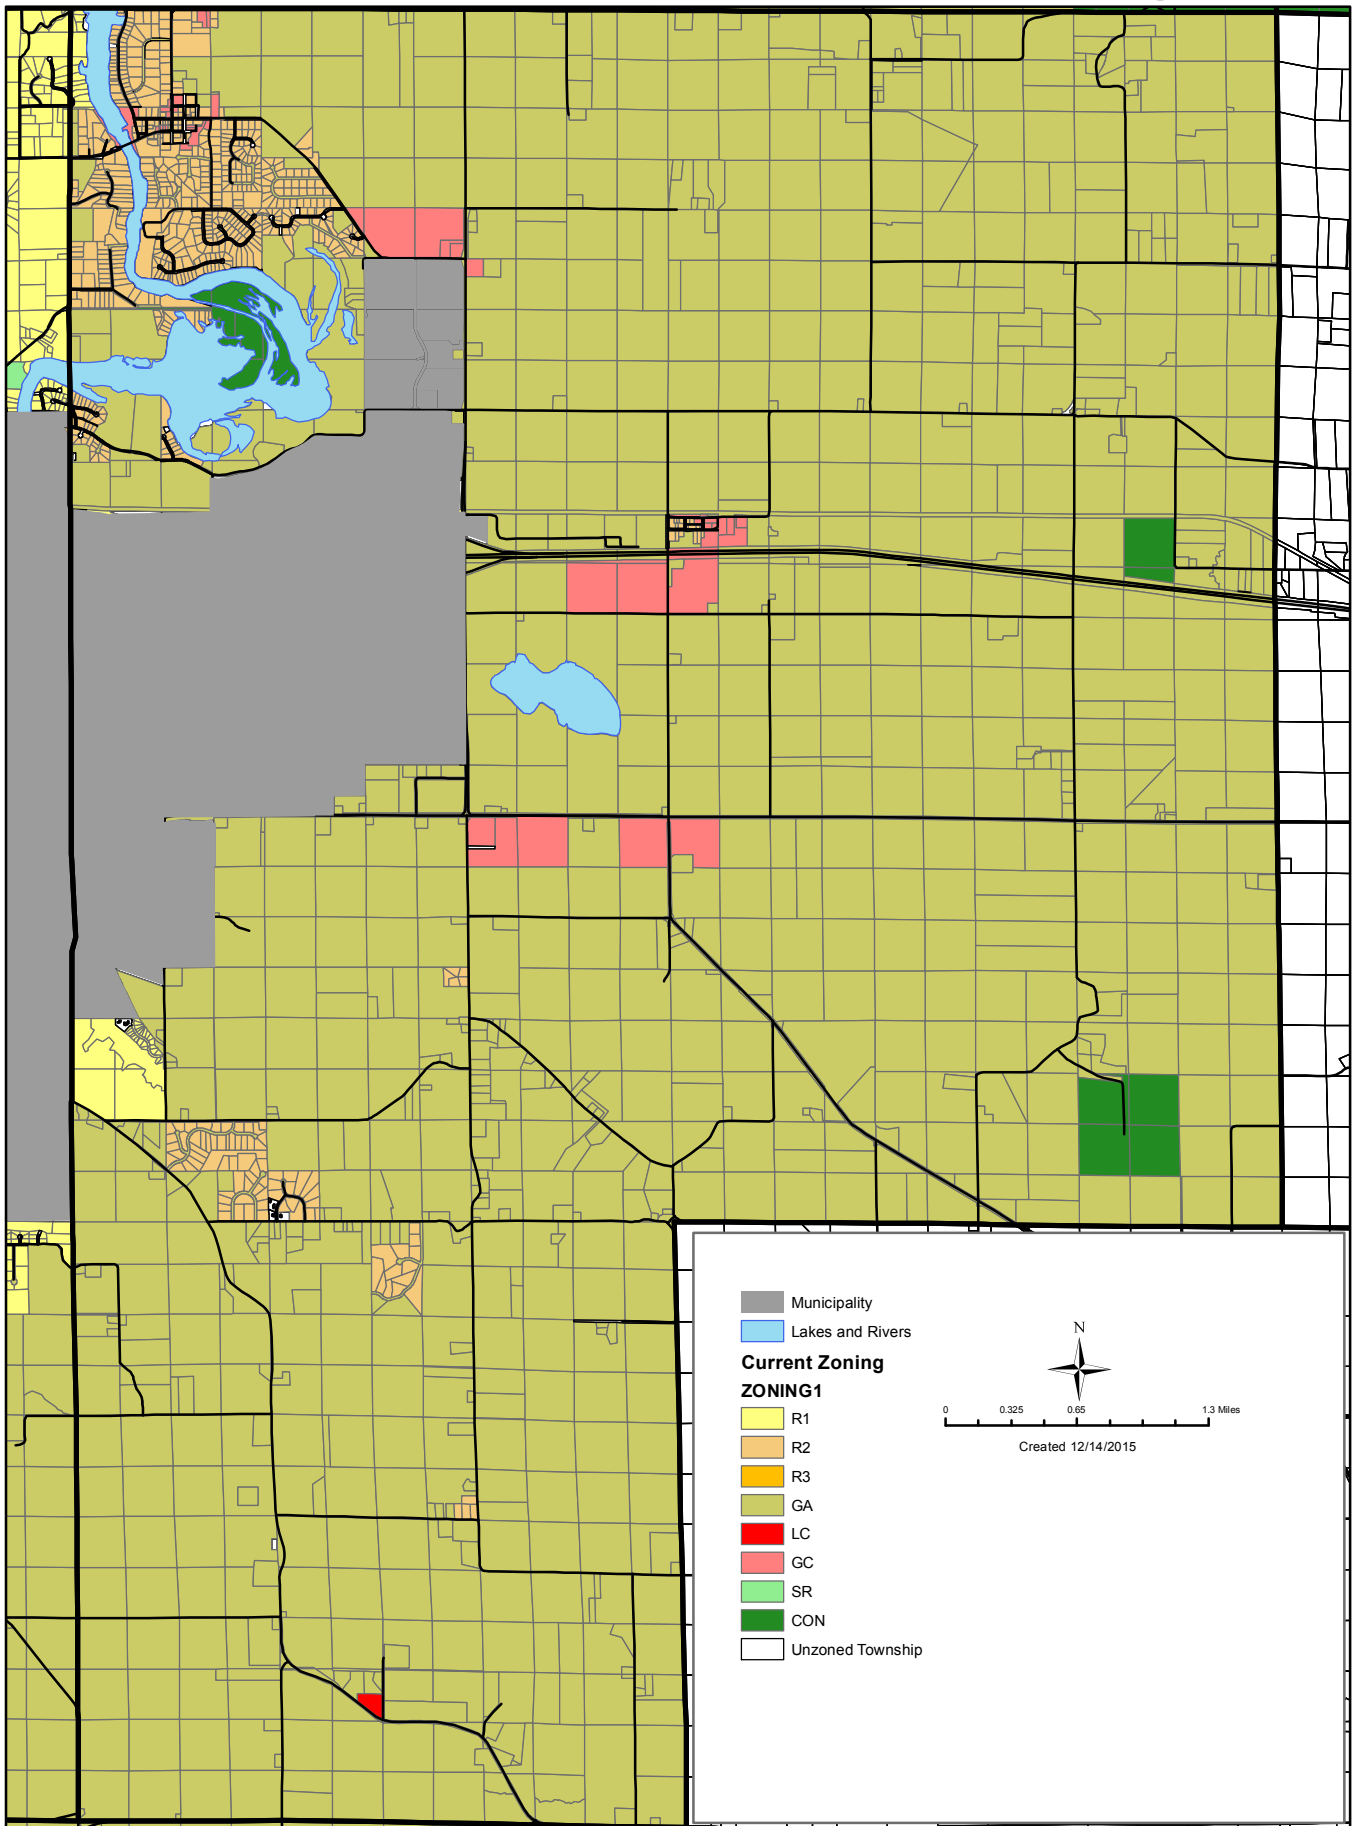 Municipality
Lakes and Rivers
Current Zoning
ZONING1
R1
R2
R3
GA
LC
GC
SR
CON
Unzoned Township
N
0 0.325 0.65 1.3 Miles
Created 12/14/2015